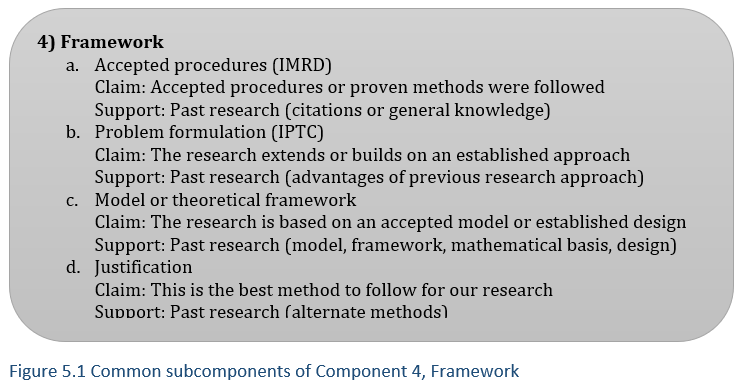 4) Framework
a. Accepted procedures (IMRD)
Claim: Accepted procedures or proven methods were followed
Support: Past research (citations or general knowledge)
b. Problem formulation (IPTC)
Claim: The research extends or builds on an established approach
Support: Past research (advantages of previous research approach)
c. Model or theoretical framework
Claim: The research is based on an accepted model or established design
Support: Past research (model, framework, mathematical basis, design)
d. Justification
Claim: This is the best method to follow for our research
Support: Past research (alternate methods)
Figure 5.1 Common subcomponents of Component 4, Framework